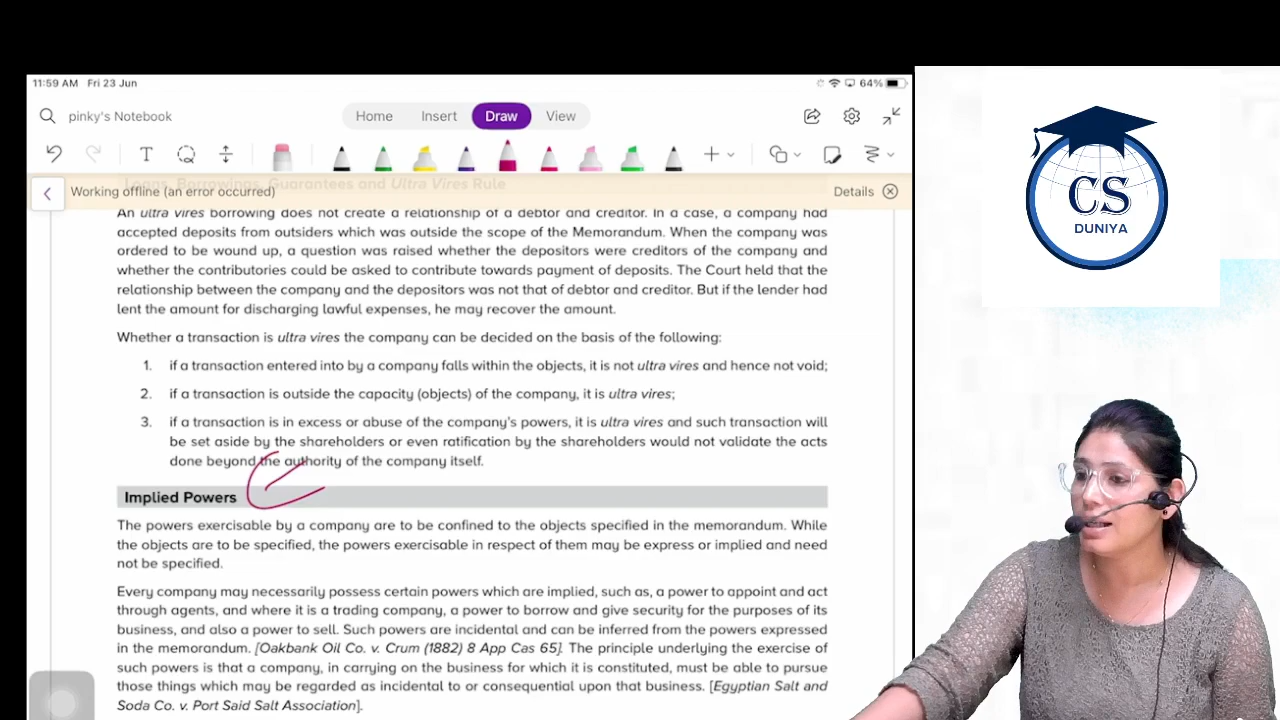 11:59 AM Fri 23 Jun
64%
pinky's Notebook
Home Insert Draw View
Working offline (an error occurred)
Details
Borrowings, Guarantees and Ultra Vires Rule
An ultra vires borrowing does not create a relationship of a debtor and creditor. In a case, a company had
accepted deposits from outsiders which was outside the scope of the Memorandum. When the company was
ordered to be wound up, a question was raised whether the depositors were creditors of the company and
whether the contributories could be asked to contribute towards payment of deposits. The Court held that the
relationship between the company and the depositors was not that of debtor and creditor. But if the lender had
lent the amount for discharging lawful expenses, he may recover the amount.
Whether a transaction is ultra vires the company can be decided on the basis of the following:
1. if a transaction entered into by a company falls within the objects, it is not ultra vires and hence not void;
2. if a transaction is outside the capacity (objects) of the company, it is ultra vires;
3. if a transaction is in excess or abuse of the company's powers, it is ultra vires and such transaction will
be set aside by the shareholders or even ratification by the shareholders would not validate the acts
done beyond the authority of the company itself.
Implied Powers
The powers exercisable by a company are to be confined to the objects specified in the memorandum. While
the objects are to be specified, the powers exercisable in respect of them may be express or implied and need
not be specified.
Every company may necessarily possess certain powers which are implied, such as, a power to appoint and act
through agents, and where it is a trading company, a power to borrow and give security for the purposes of its
business, and also a power to sell. Such powers are incidental and can be inferred from the powers expressed
in the memorandum. [Oakbank Oil Co. v. Crum (1882) 8 App Cas 65]. The principle underlying the exercise of
such powers is that a company, in carrying on the business for which it is constituted, must be able to pursue
those things which may be regarded as incidental to or consequential upon that business. [Egyptian Salt and
Soda Co. v. Port Said Salt Association].
CS
DUNIYA